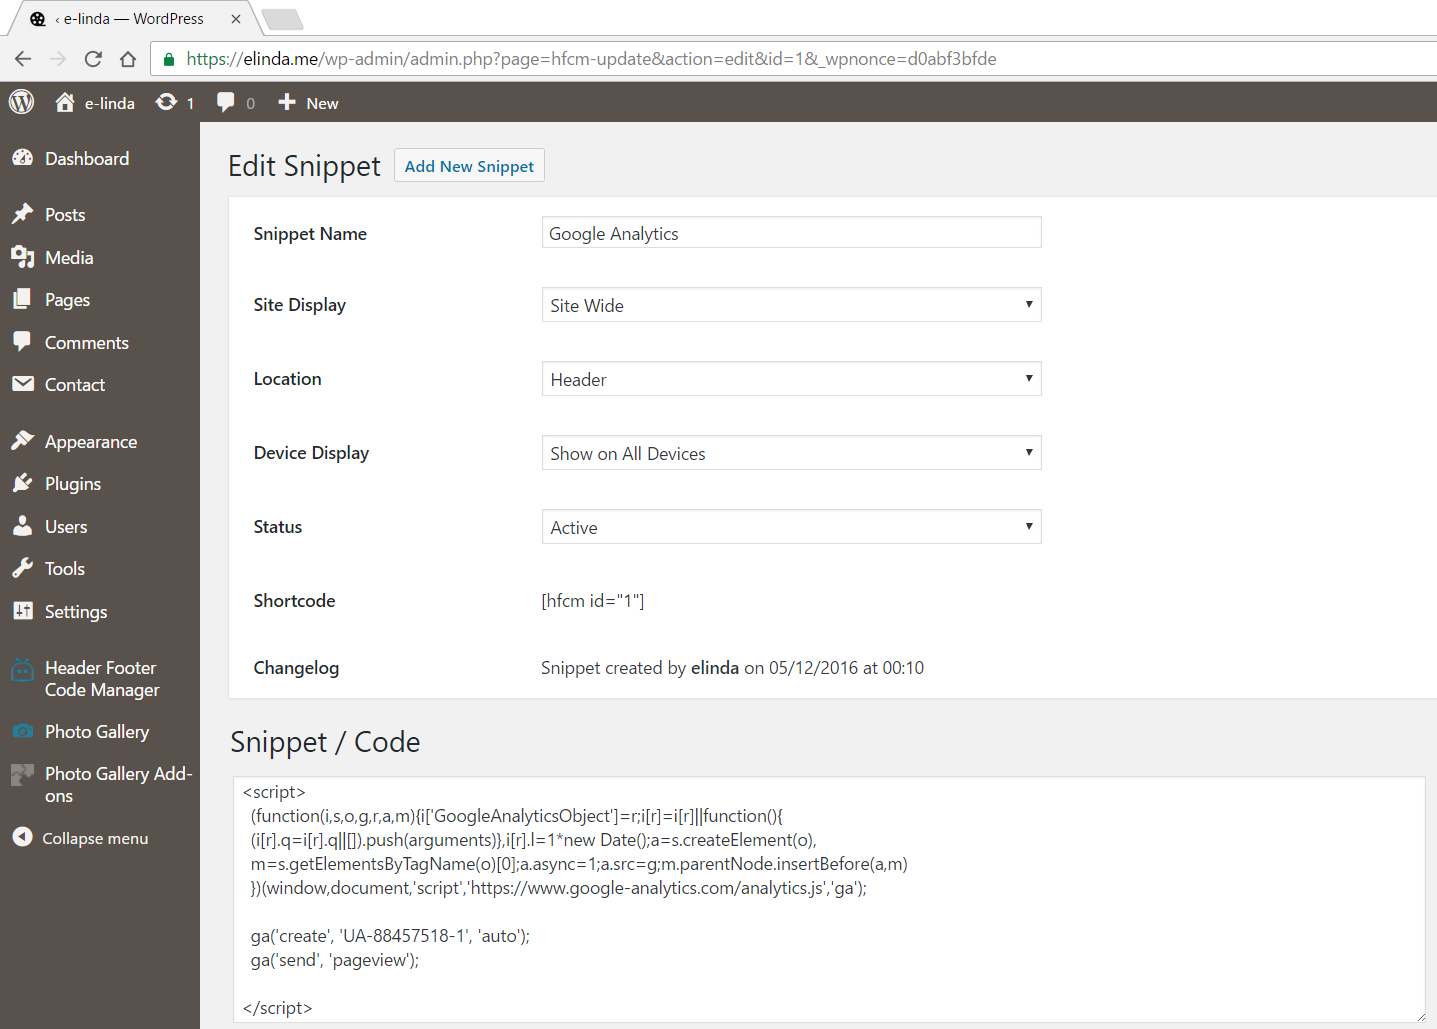 ‹ e-linda — WordPress
https://elinda.me/wp-admin/admin.php?page=hfcm-update&action=edit&id=1&_wpnonce=d0abf3bfde
e-linda 1 0 New
Dashboard
Posts
Media
Pages
Comments
Contact
Appearance
Plugins
Users
Tools
Settings
Header Footer
Code Manager
Photo Gallery
Photo Gallery Add-
ons
Collapse menu
Edit Snippet Add New Snippet
Snippet Name Google Analytics
Site Display Site Wide
Location Header
Device Display Show on All Devices
Status Active
Shortcode [hfcm id="1"]
Changelog Snippet created by elinda on 05/12/2016 at 00:10
Snippet / Code
<script>
(function(i,s,o,g,r,a,m){i['GoogleAnalyticsObject']=r;i[r]=i[r]||function(){
(i[r].q=i[r].q||[]).push(arguments)},i[r].l=1*new Date();a=s.createElement(o),
m=s.getElementsByTagName(o)[0];a.async=1;a.src=g;m.parentNode.insertBefore(a,m)
})(window,document,'script','https://www.google-analytics.com/analytics.js','ga');
ga('create', 'UA-88457518-1', 'auto');
ga('send', 'pageview');
</script>